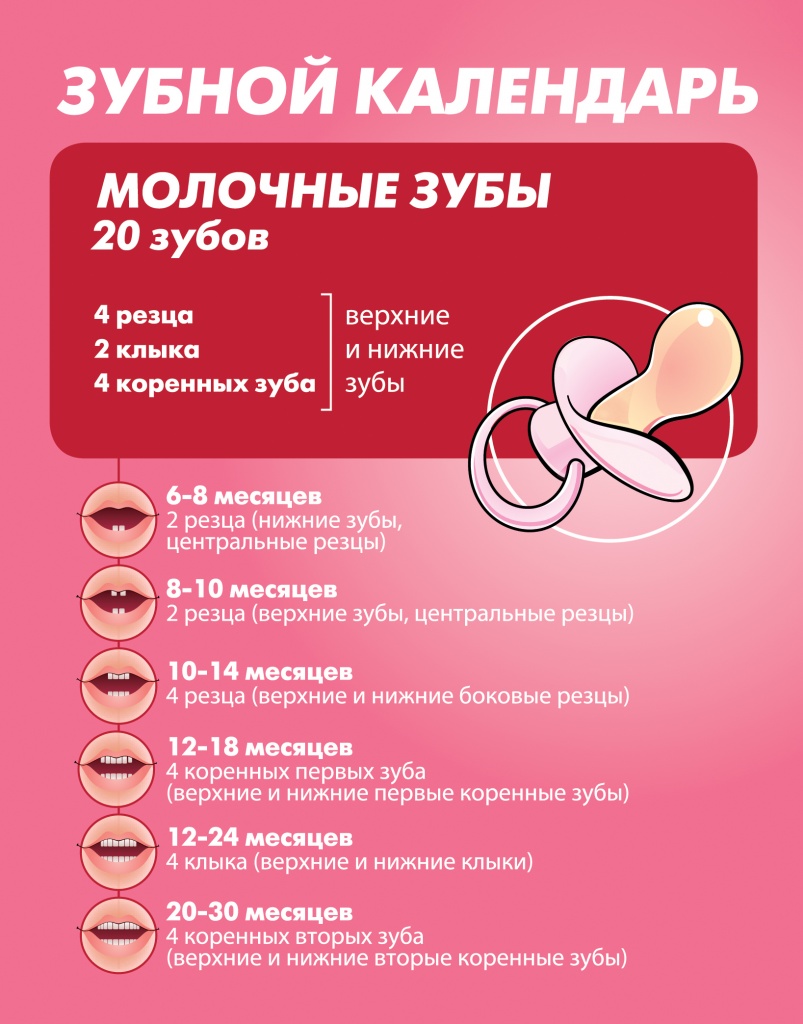 ЗУБНОЙ КАЛЕНДАРЬ
МОЛОЧНЫЕ ЗУБЫ
20 зубов
4 резца
2 клыка
4 коренных зуба
верхние
и нижние
зубы
6-8 месяцев
2 резца (нижние зубы,
центральные резцы)
8-10 месяцев
2 резца (верхние зубы, центральные резцы)
10-14 месяцев
4 резца (верхние и нижние боковые резцы)
12-18 месяцев
4 коренных первых зуба
(верхние и нижние первые коренные зубы)
12-24 месяцев
4 клыка (верхние и нижние клыки)
20-30 месяцев
4 коренных вторых зуба
(верхние и нижние вторые коренные зубы)